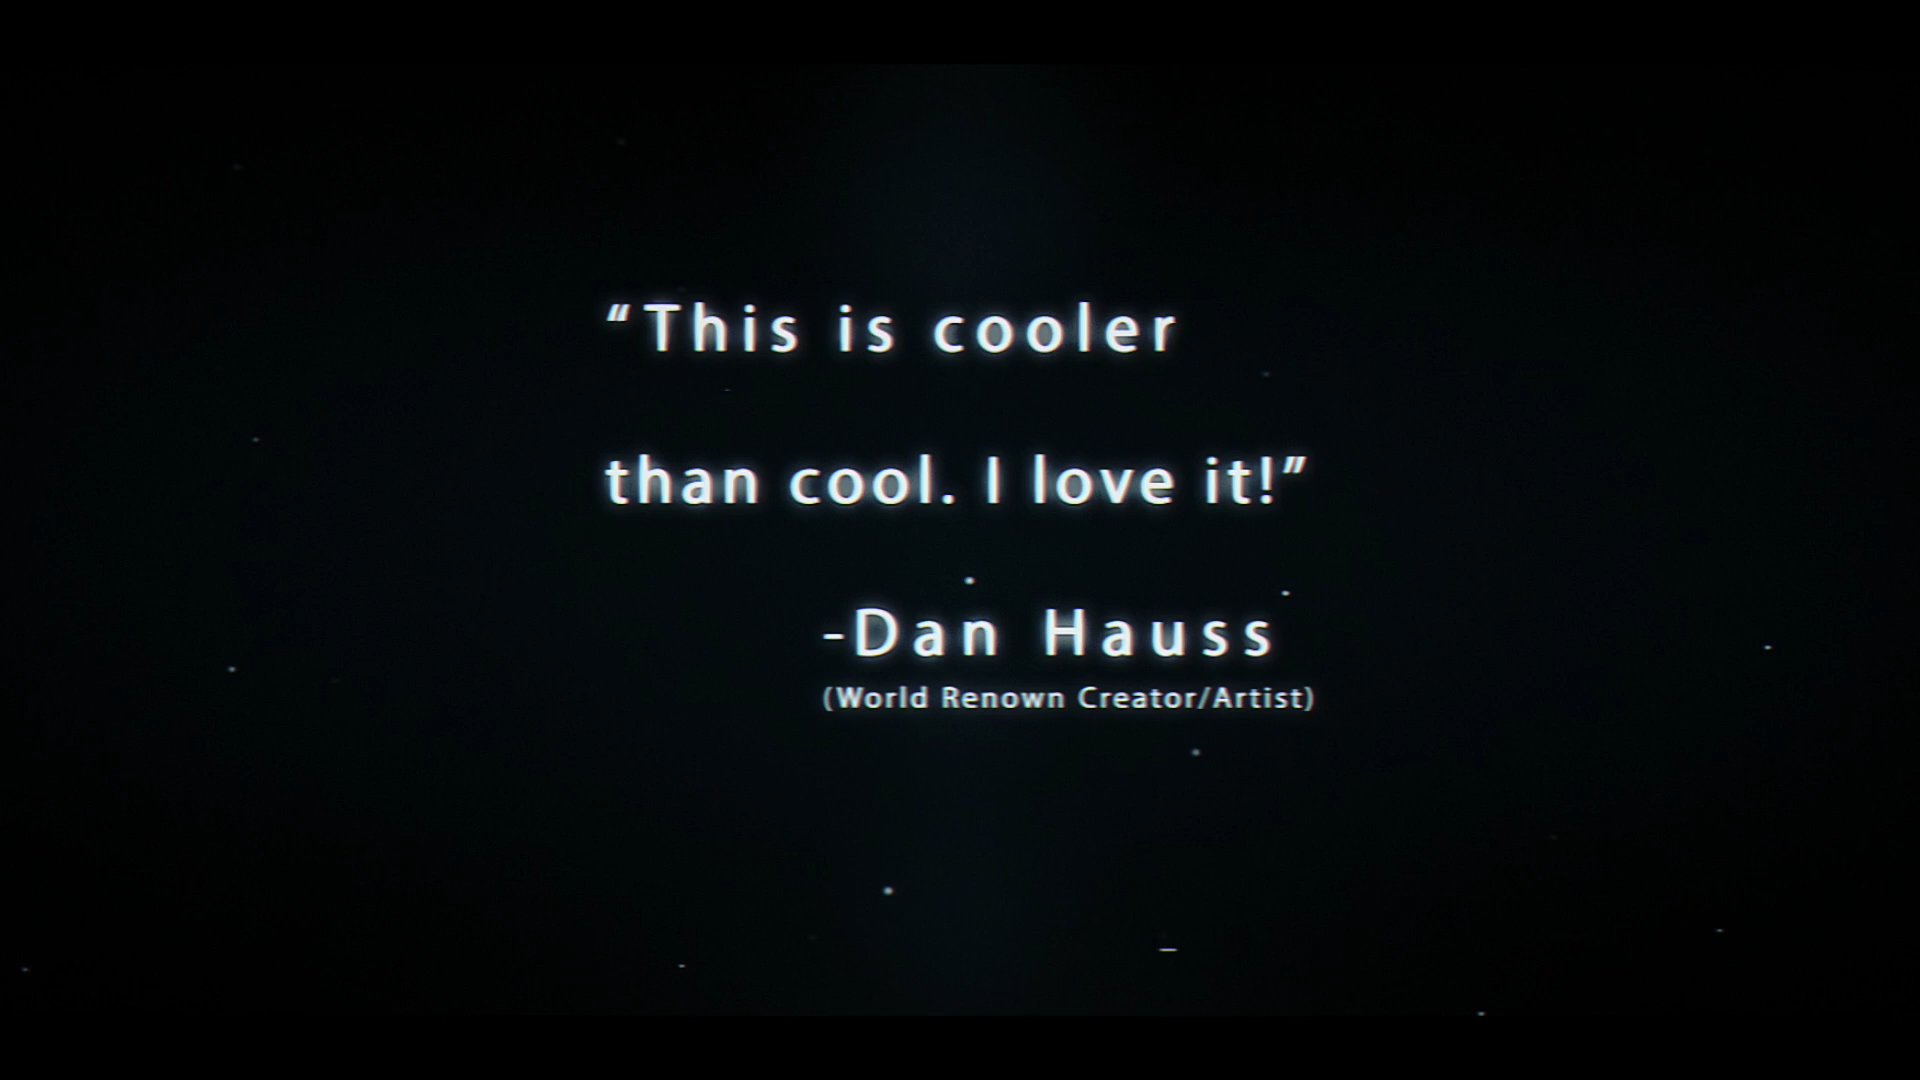 “This is cooler
than cool. I love it!”
-Dan Hauss
(World Renown Creator/Artist)